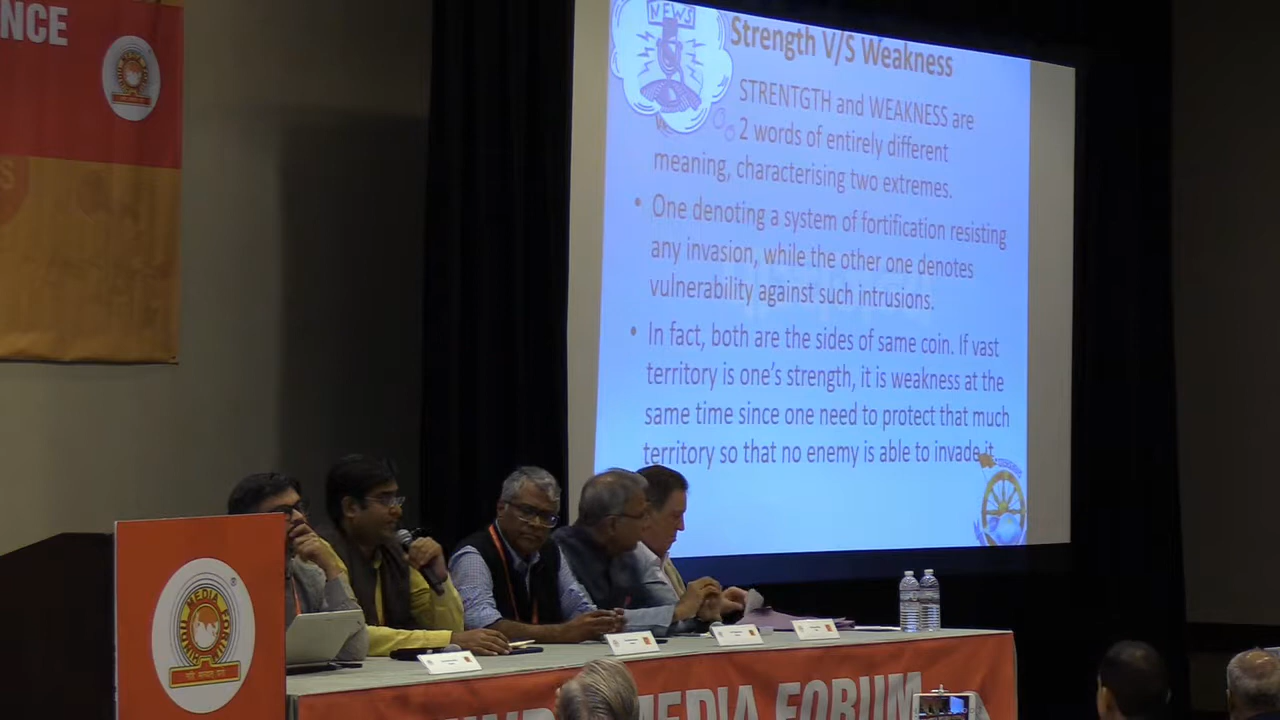 NCE
NEWS
Strength V/S Weakness
STRENTGTH and WEAKNESS are
2 words of entirely different
meaning, characterising two extremes.
• One denoting a system of fortification resisting
any invasion, while the other one denotes
vulnerability against such intrusions.
• In fact, both are the sides of same coin. If vast
territory is one's strength, it is weakness at the
same time since one need to protect that much
territory so that no enemy is able to invade it.
HINDU MEDIA FORUM
MEDIA FORUM